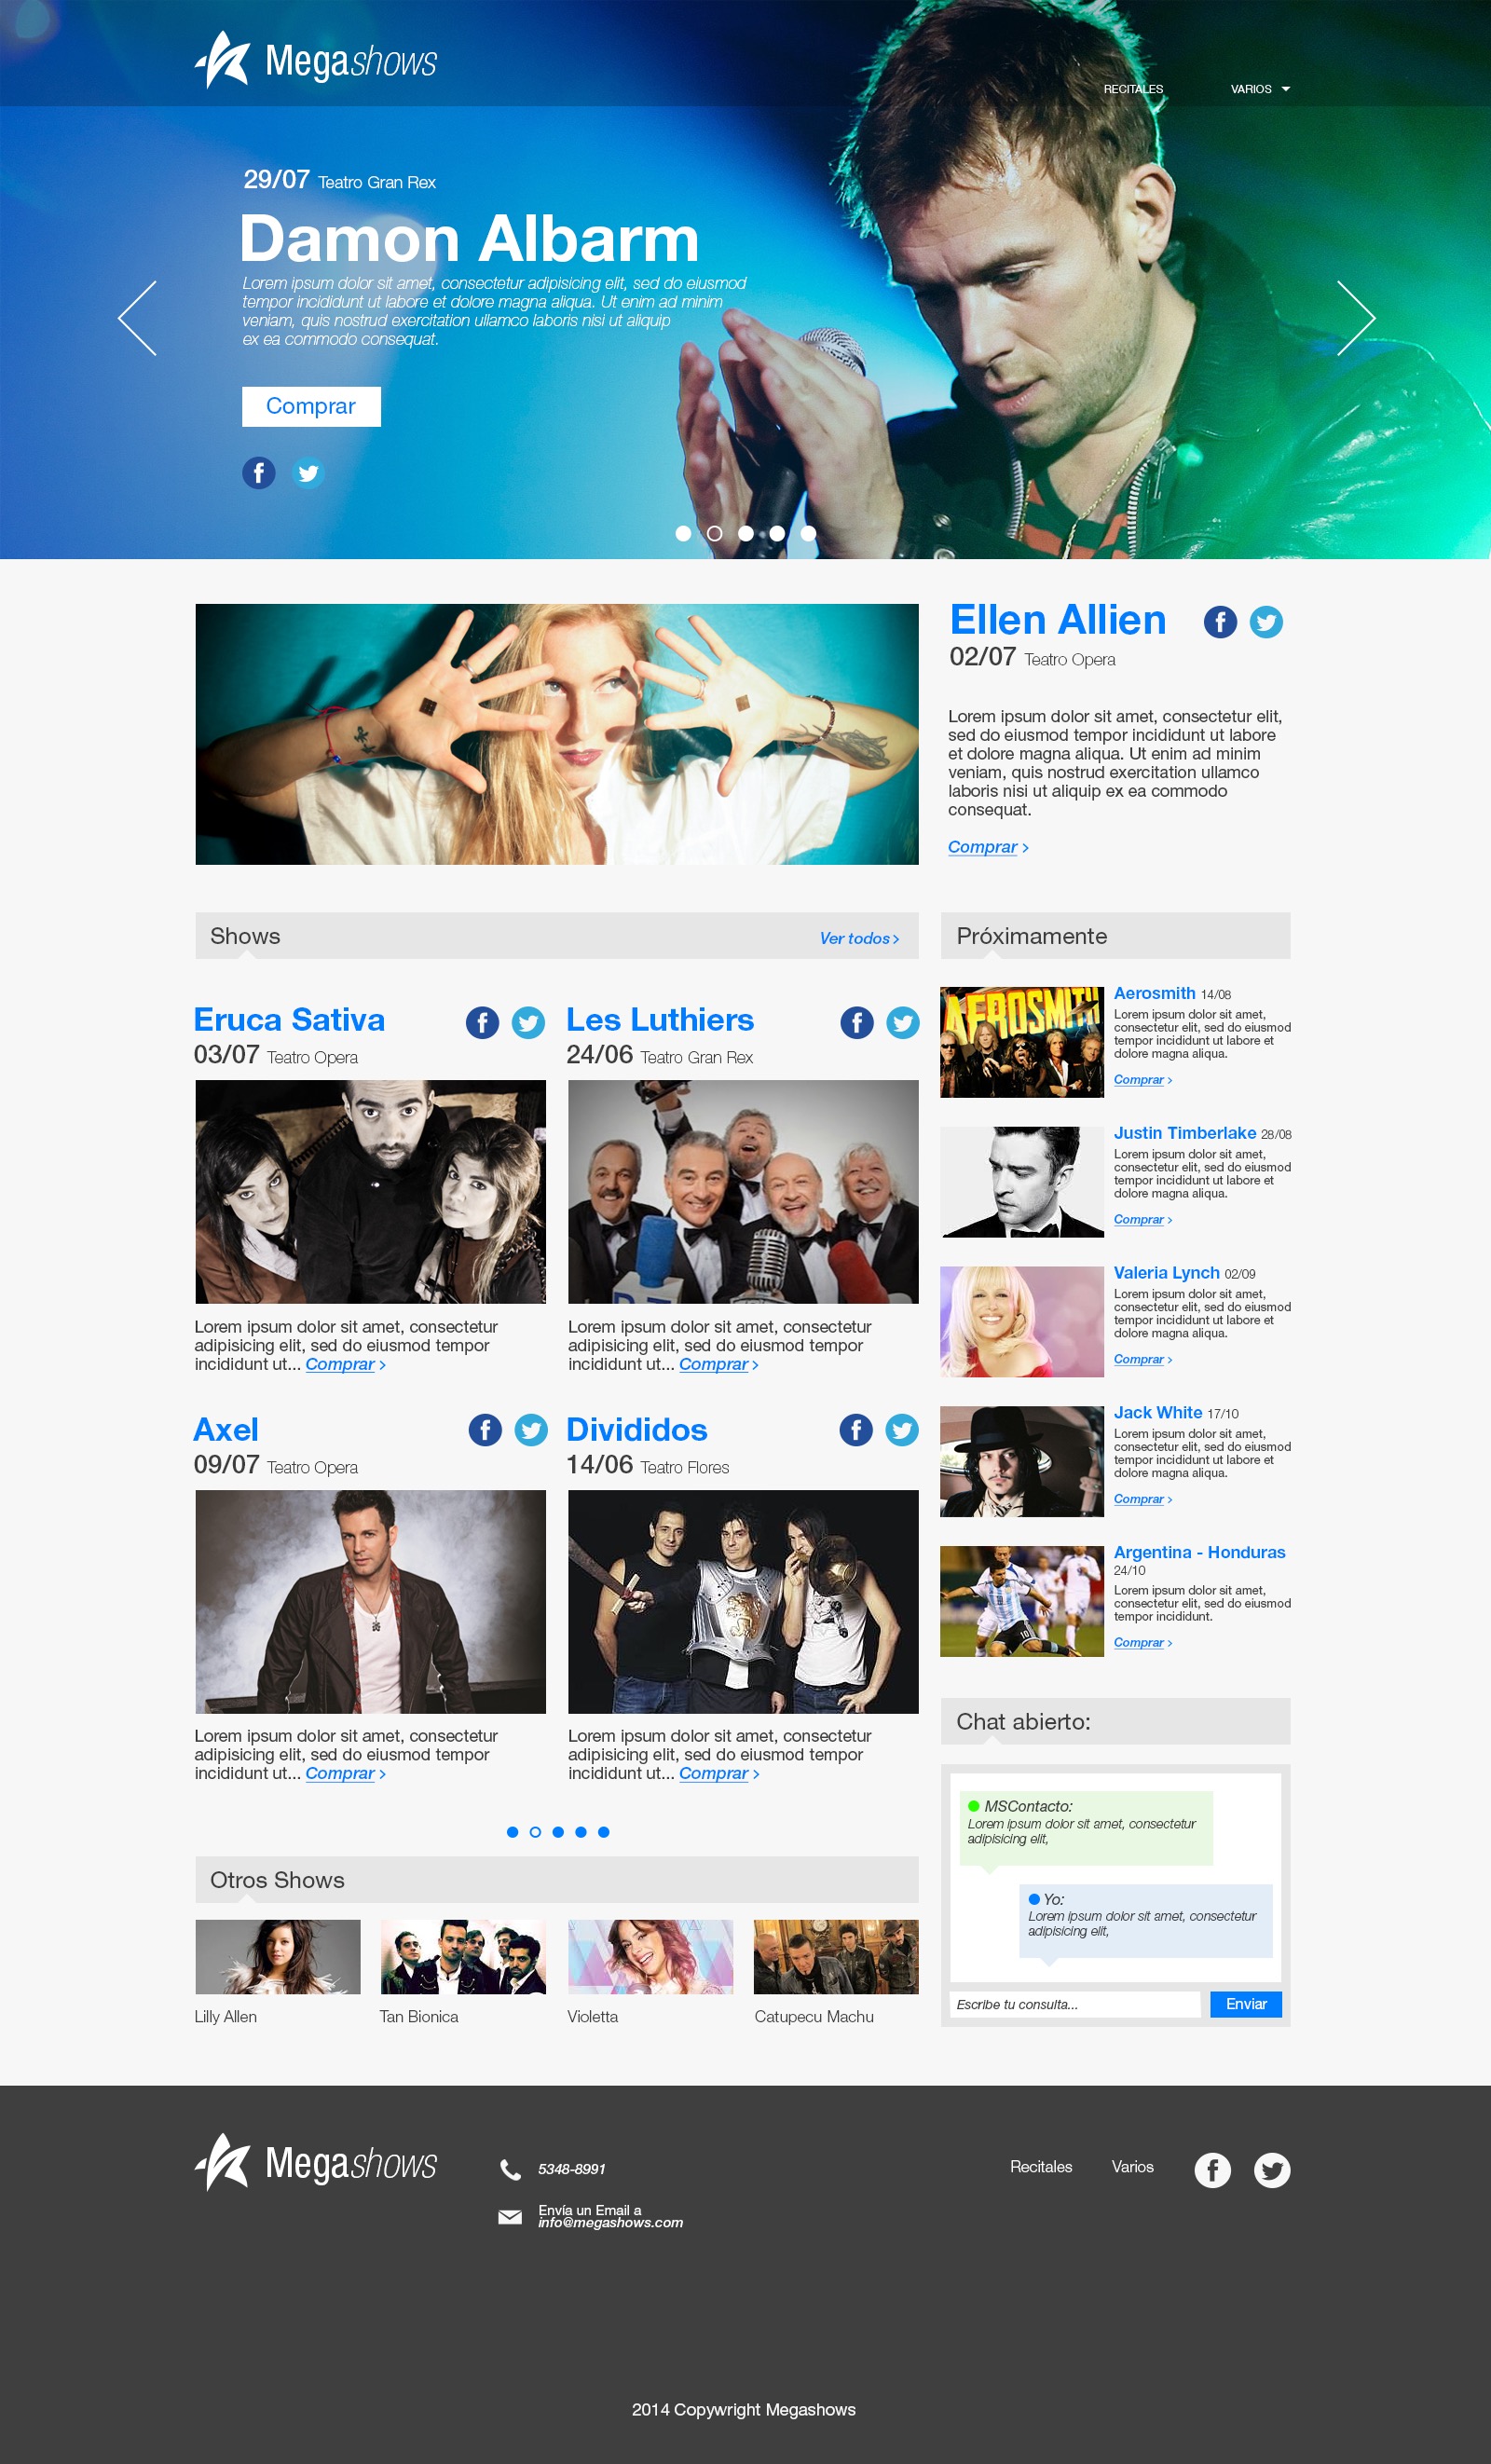 Megashows
RECITALES
VARIOS
29/07 Teatro Gran Rex
Damon Albarm
Lorem ipsum dolor sit amet, consectetur adipisicing elit, sed do eiusmod
tempor incididunt ut labore et dolore magna aliqua. Ut enim ad minim
veniam, quis nostrud exercitation ullamco laboris nisi ut aliquip
ex ea commodo consequat.
Comprar
Ellen Allien
02/07 Teatro Opera
Lorem ipsum dolor sit amet, consectetur elit,
sed do eiusmod tempor incididunt ut labore
et dolore magna aliqua. Ut enim ad minim
veniam, quis nostrud exercitation ullamco
laboris nisi ut aliquip ex ea commodo
consequat.
Comprar >
Shows
Ver todos >
Eruca Sativa
03/07 Teatro Opera
Lorem ipsum dolor sit amet, consectetur
adipisicing elit, sed do eiusmod tempor
incididunt ut... Comprar >
Les Luthiers
24/06 Teatro Gran Rex
Lorem ipsum dolor sit amet, consectetur
adipisicing elit, sed do eiusmod tempor
incididunt ut... Comprar >
Axel
09/07 Teatro Opera
Lorem ipsum dolor sit amet, consectetur
adipisicing elit, sed do eiusmod tempor
incididunt ut... Comprar >
Divididos
14/06 Teatro Flores
Lorem ipsum dolor sit amet, consectetur
adipisicing elit, sed do eiusmod tempor
incididunt ut... Comprar >
Otros Shows
Lilly Allen
Tan Bionica
Violetta
Catupecu Machu
Próximamente
AEROSMITH
Aerosmith 14/08
Lorem ipsum dolor sit amet,
consectetur elit, sed do eiusmod
tempor incididunt ut labore et
dolore magna aliqua.
Comprar >
Justin Timberlake 28/08
Lorem ipsum dolor sit amet,
consectetur elit, sed do eiusmod
tempor incididunt ut labore et
dolore magna aliqua.
Comprar >
Valeria Lynch 02/09
Lorem ipsum dolor sit amet,
consectetur elit, sed do eiusmod
tempor incididunt ut labore et
dolore magna aliqua.
Comprar >
Jack White 17/10
Lorem ipsum dolor sit amet,
consectetur elit, sed do eiusmod
tempor incididunt ut labore et
dolore magna aliqua.
Comprar >
10
Argentina - Honduras
24/10
Lorem ipsum dolor sit amet,
consectetur elit, sed do eiusmod
tempor incididunt.
Comprar >
Chat abierto:
MSContacto:
Lorem ipsum dolor sit amet, consectetur
adipisicing elit,
Yo:
Lorem ipsum dolor sit amet, consectetur
adipisicing elit,
Escribe tu consulta...
Enviar
Megashows
5348-8991
Envía un Email a
info@megashows.com
Recitales
Varios
2014 Copywright Megashows